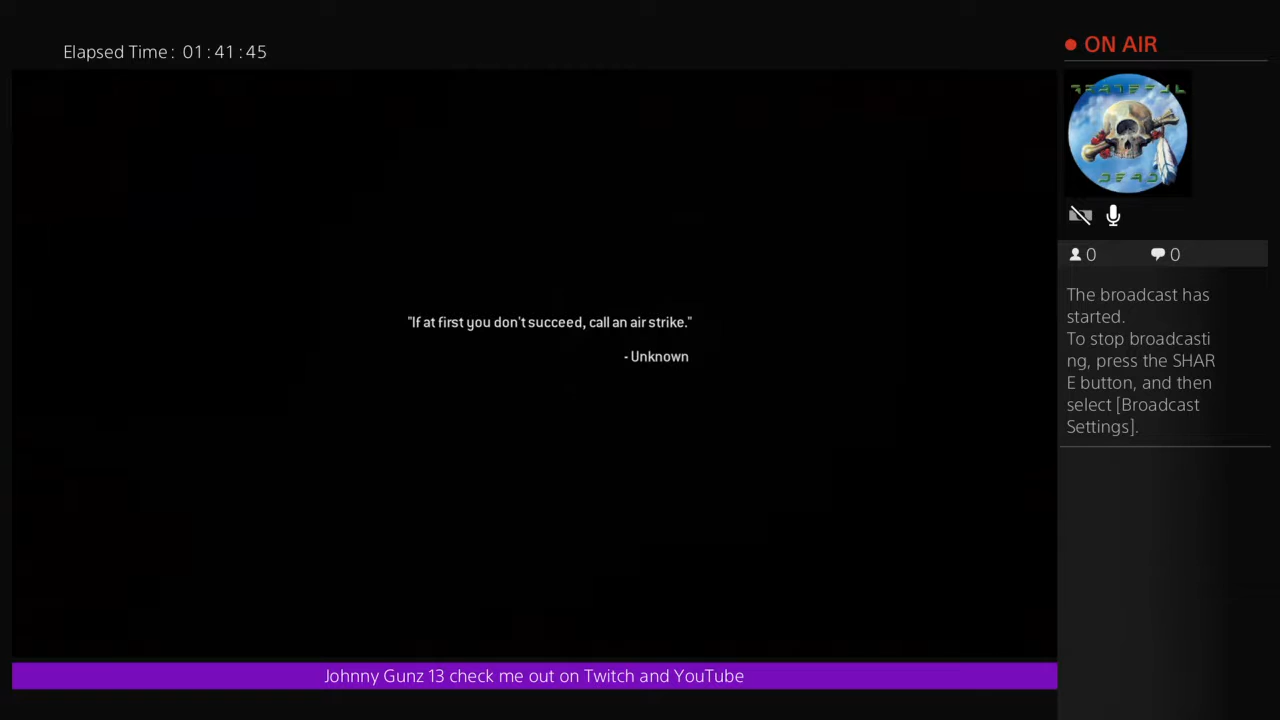 Elapsed Time: 01:41:45
ON AIR
GRATEFUL
DEAD
0
0
"If at first you don't succeed, call an air strike."
- Unknown
The broadcast has
started.
To stop broadcasti
ng, press the SHAR
E button, and then
select [Broadcast
Settings].
Johnny Gunz 13 check me out on Twitch and YouTube